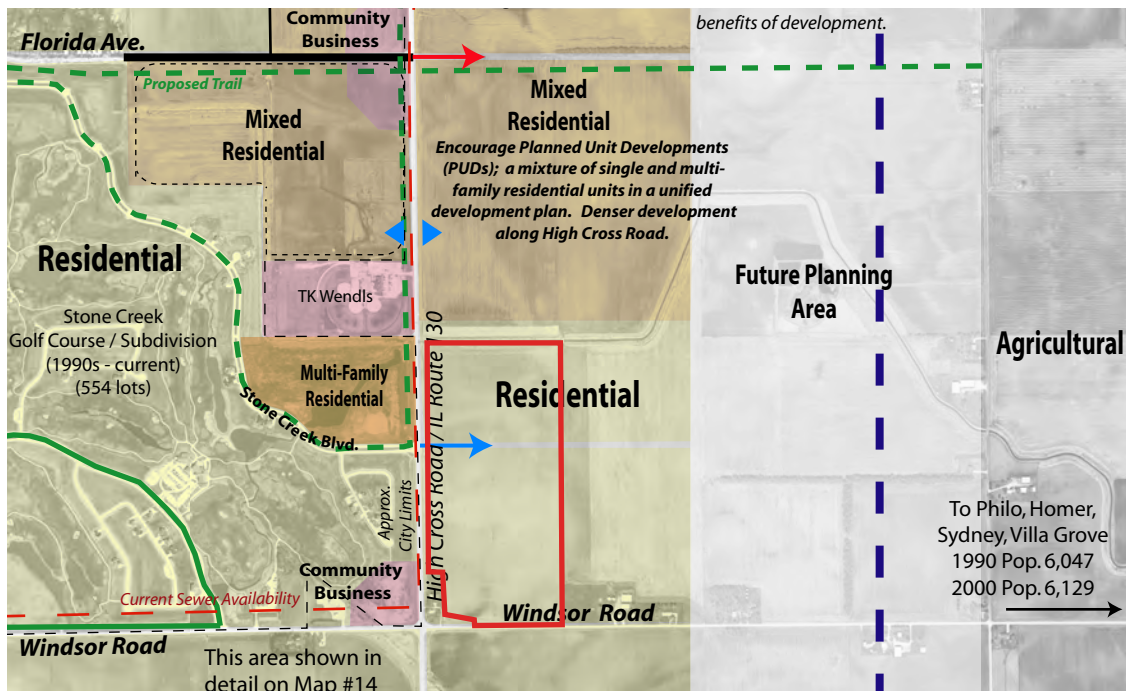 benefits of development.
Community
Business
Florida Ave.
Proposed Trail
Mixed
Residential
Mixed
Residential
Encourage Planned Unit Developments
(PUDs); a mixture of single and multi-
family residential units in a unified
development plan. Denser development
along High Cross Road.
Residential
Stone Creek
Golf Course / Subdivision
(1990s - current)
(554 lots)
TK Wendls
Multi-Family
Residential
Stone Creek Blvd.
High Cross Road / IL Route 130
Residential
Future Planning
Area
Agricultural
Approx.
City Limits
To Philo, Homer,
Sydney, Villa Grove
1990 Pop. 6,047
2000 Pop. 6,129
Community
Business
Current Sewer Availability
Windsor Road
Windsor Road
This area shown in
detail on Map #14